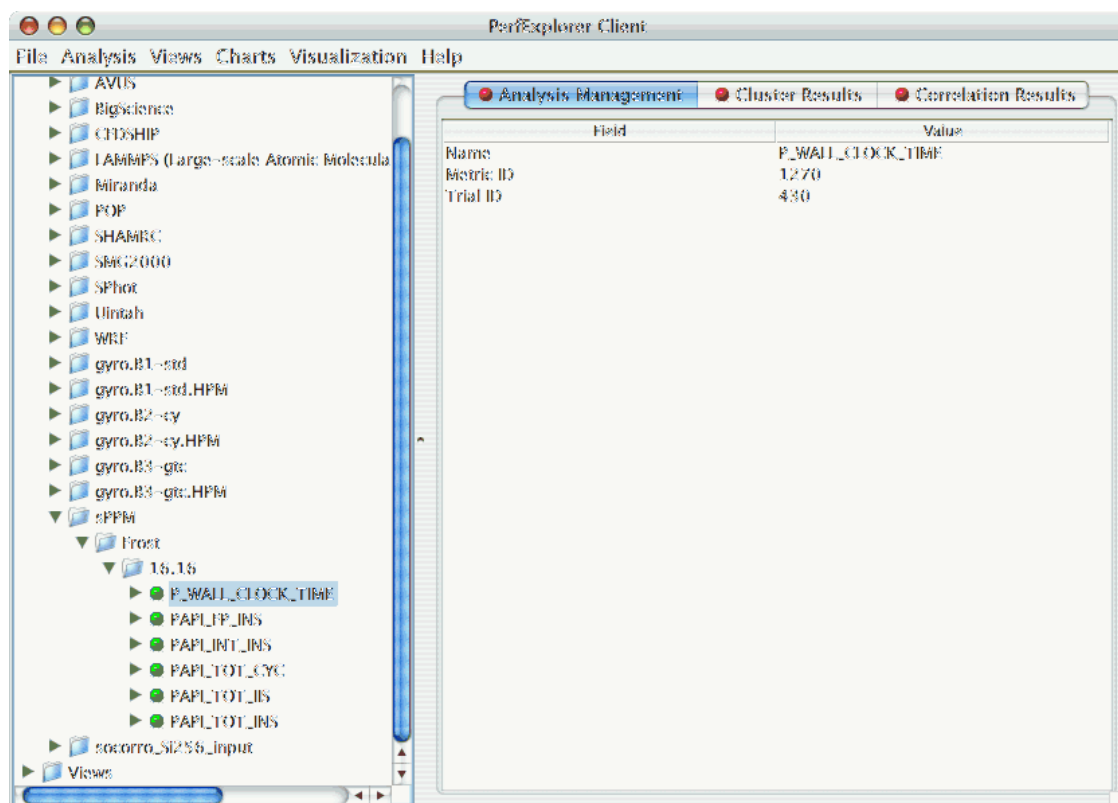 PerfExplorer Client
File Analysis Views Charts Visualization Help
AVUS
BigScience
CFDSHIP
LAMMPS (Large-scale Atomic Molecula
Miranda
POP
SHAMRC
SMG2000
SPhot
Uintah
WRF
gyro.B1-std
gyro.B1-std.HPM
gyro.B2-cy
gyro.B2-cy.HPM
gyro.B3-gtc
gyro.B3-gtc.HPM
sPPM
Frost
16.16
P_WALL_CLOCK_TIME
PAPI_FP_INS
PAPI_INT_INS
PAPI_TOT_CYC
PAPI_TOT_IIS
PAPI_TOT_INS
socorro_Si256_input
Views
Analysis Management Cluster Results Correlation Results
Field Value
Name P_WALL_CLOCK_TIME
Metric ID 1270
Trial ID 430